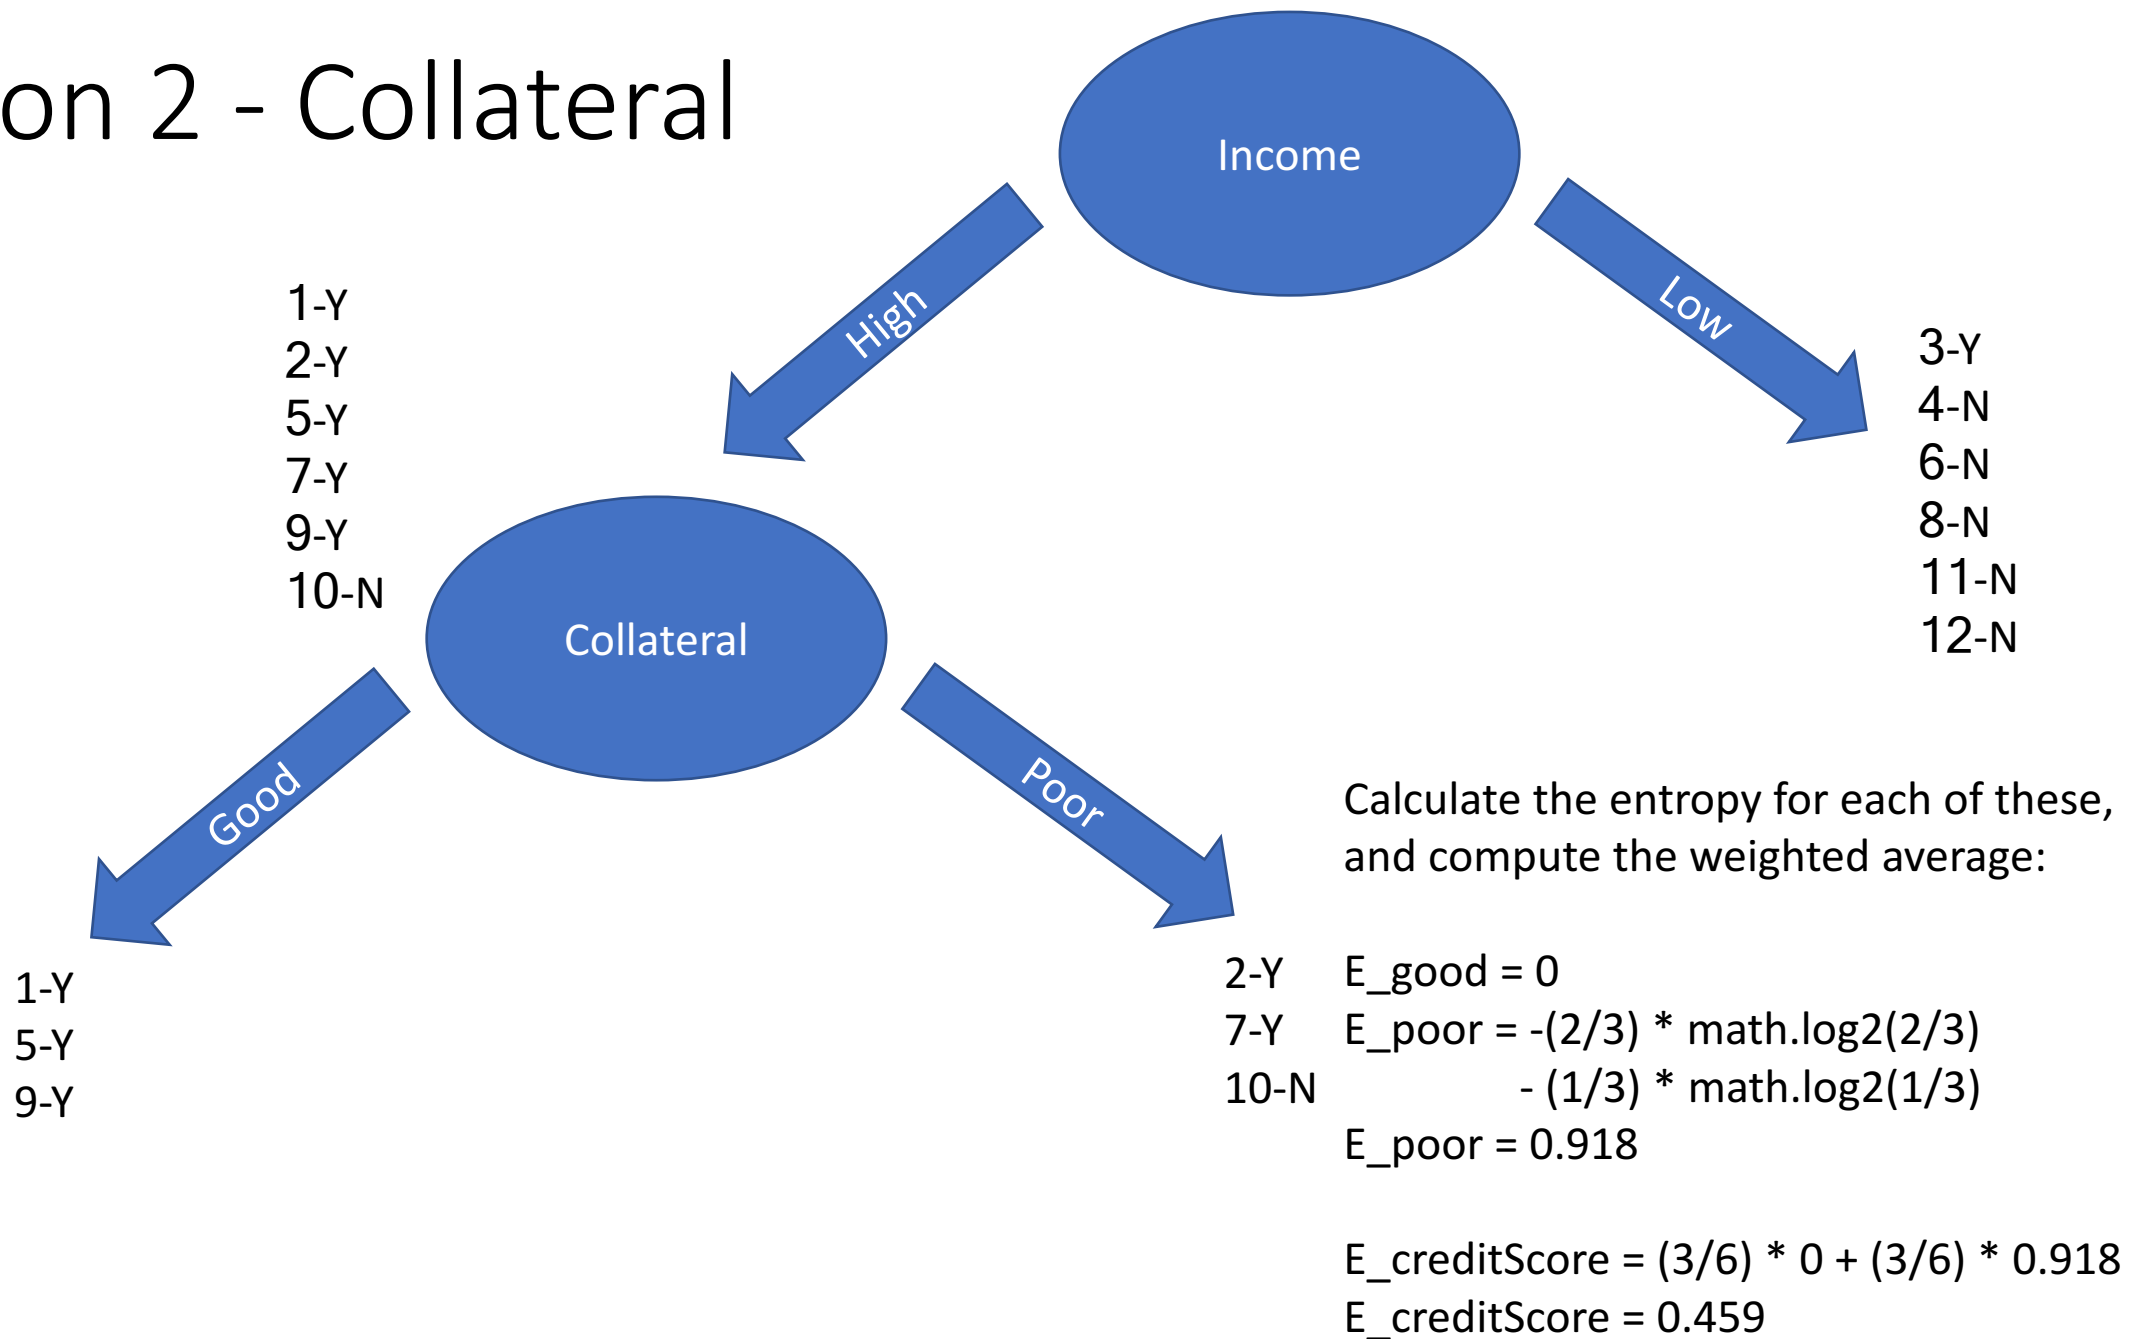 on 2 - Collateral
Income
High
Low
1-Y
2-Y
5-Y
7-Y
9-Y
10-N
3-Y
4-N
6-N
8-N
11-N
12-N
Collateral
Good
Poor
1-Y
5-Y
9-Y
2-Y
7-Y
10-N
Calculate the entropy for each of these,
and compute the weighted average:
E_good = 0
E_poor = -(2/3) * math.log2(2/3)
- (1/3) * math.log2(1/3)
E_poor = 0.918
E_creditScore = (3/6) * 0 + (3/6) * 0.918
E_creditScore = 0.459